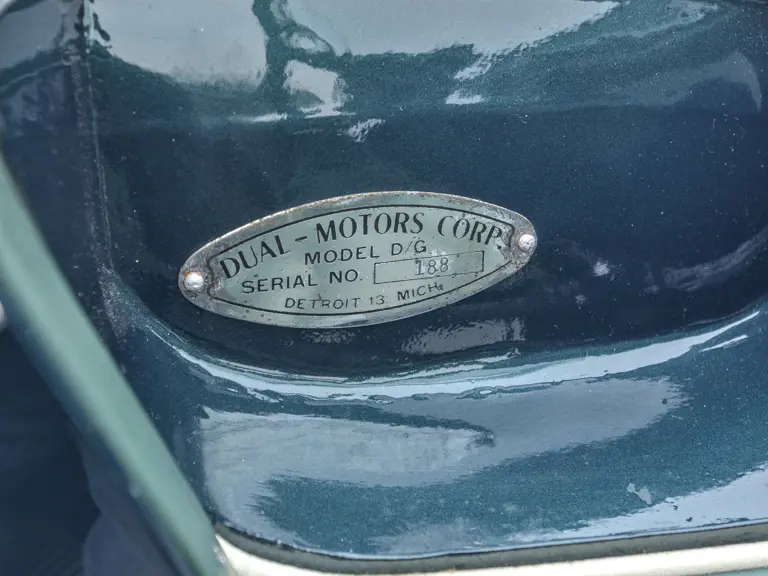 DUAL-MOTORS CORP.
MODEL D/G
SERIAL NO. 188
DETROIT 13 MICH.